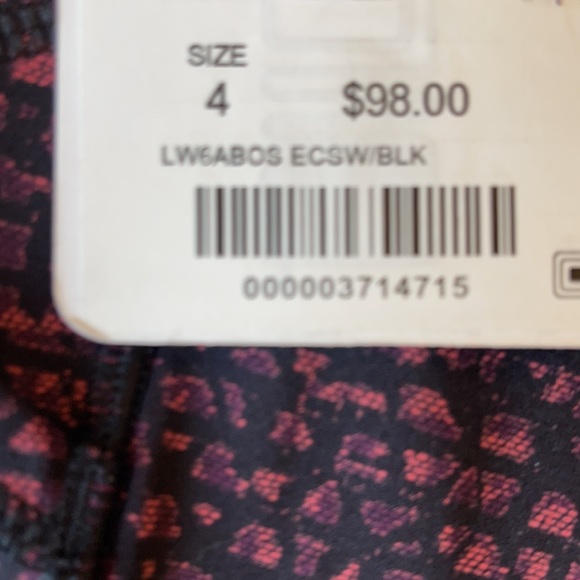 SIZE
4 $98.00
LW6ABOS ECSW/BLK
000003714715